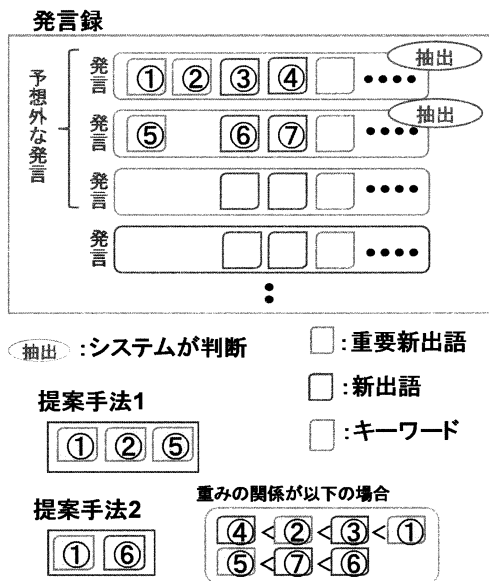 発言録
予想外な発言
発言 ① ② ③ ④ •••• 抽出
発言 ⑤ ⑥ ⑦ •••• 抽出
発言 ••••
発言 ••••
抽出 :システムが判断
:重要新出語
:新出語
:キーワード
提案手法1
① ② ⑤
提案手法2
① ⑥
重みの関係が以下の場合
④<②<③<①
⑤<⑦<⑥